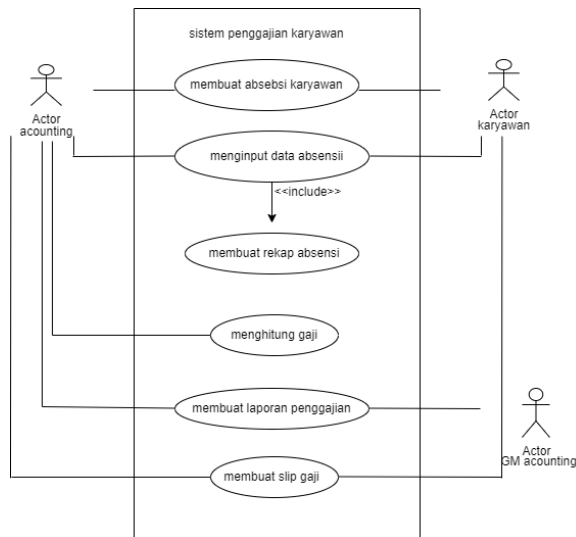 sistem penggajian karyawan
membuat absebsi karyawan
Actor
acounting
Actor
karyawan
menginput data absensii
<<include>>
membuat rekap absensi
menghitung gaji
membuat laporan penggajian
Actor
GM acounting
membuat slip gaji